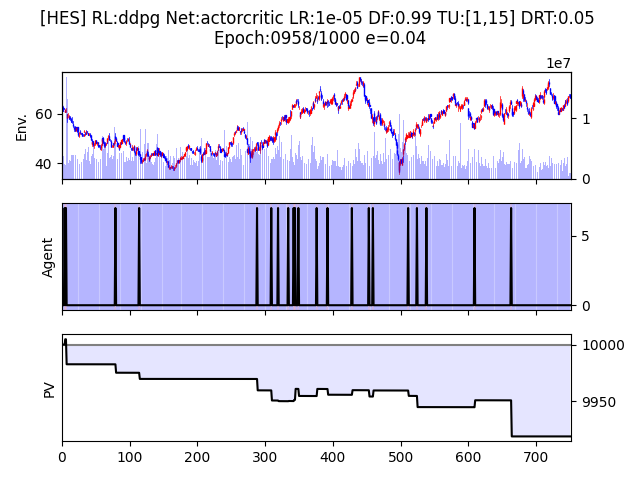 [HES] RL:ddpg Net:actorcritic LR:1e-05 DF:0.99 TU:[1,15] DRT:0.05
Epoch:0958/1000 e=0.04
1e7
Env.
60
40
1
0
Agent
5
0
PV
10000
9950
0 100 200 300 400 500 600 700